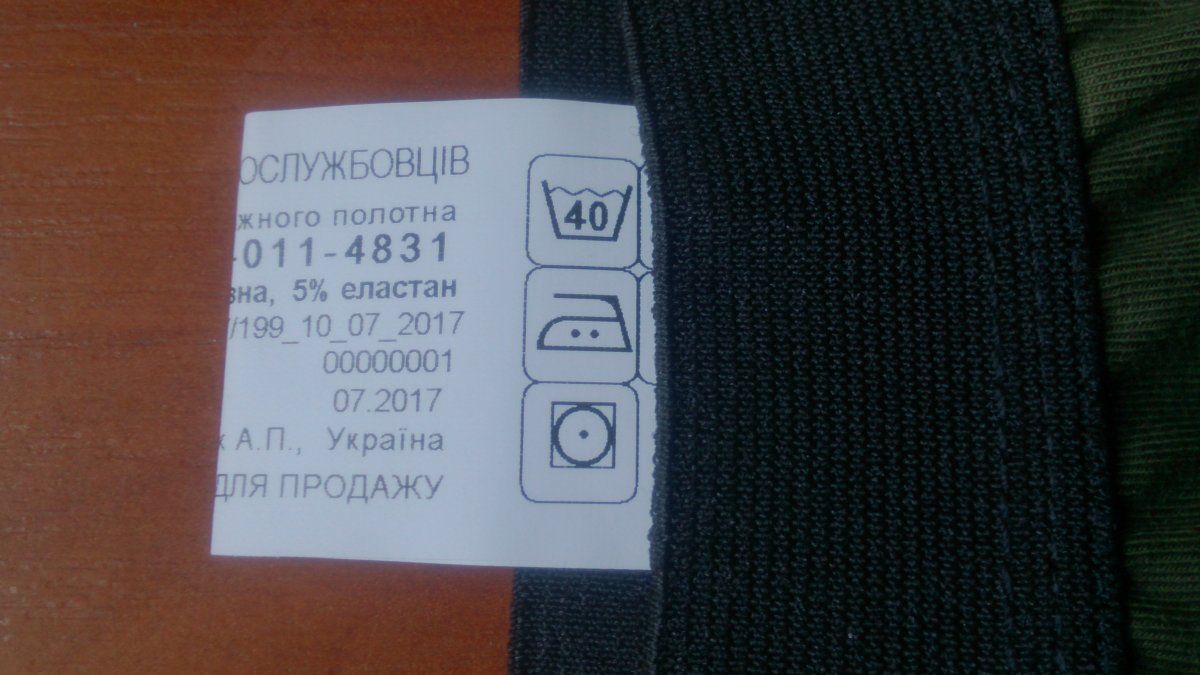 ОСЛУЖБОВЦІВ
жного полотна
-011-4831
вна, 5% еластан
/199_10_07_2017
00000001
07.2017
А.П., Україна
ДЛЯ ПРОДАЖУ
40